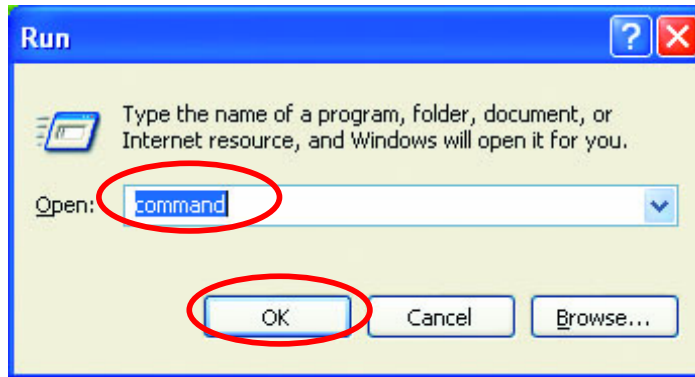 Run
Type the name of a program, folder, document, or
Internet resource, and Windows will open it for you.
Open: command
OK Cancel Browse...